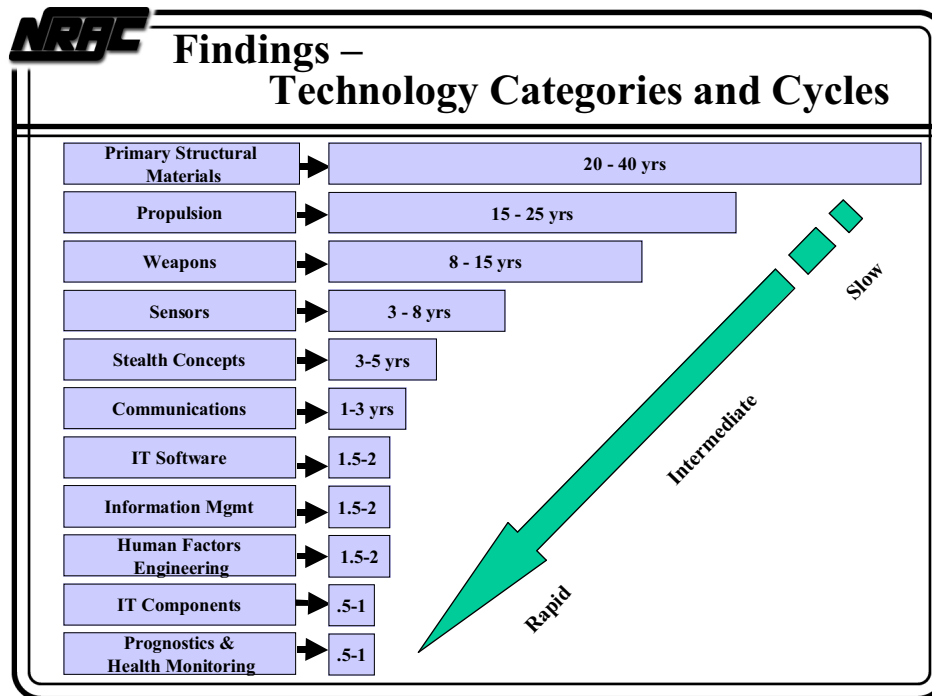 NRAC
Findings –
Technology Categories and Cycles
Primary Structural
Materials
20 - 40 yrs
Propulsion
15 - 25 yrs
Weapons
8 - 15 yrs
Sensors
3 - 8 yrs
Stealth Concepts
3-5 yrs
Communications
1-3 yrs
IT Software
1.5-2
Information Mgmt
1.5-2
Human Factors
Engineering
1.5-2
IT Components
.5-1
Prognostics &
Health Monitoring
.5-1
Slow
Intermediate
Rapid